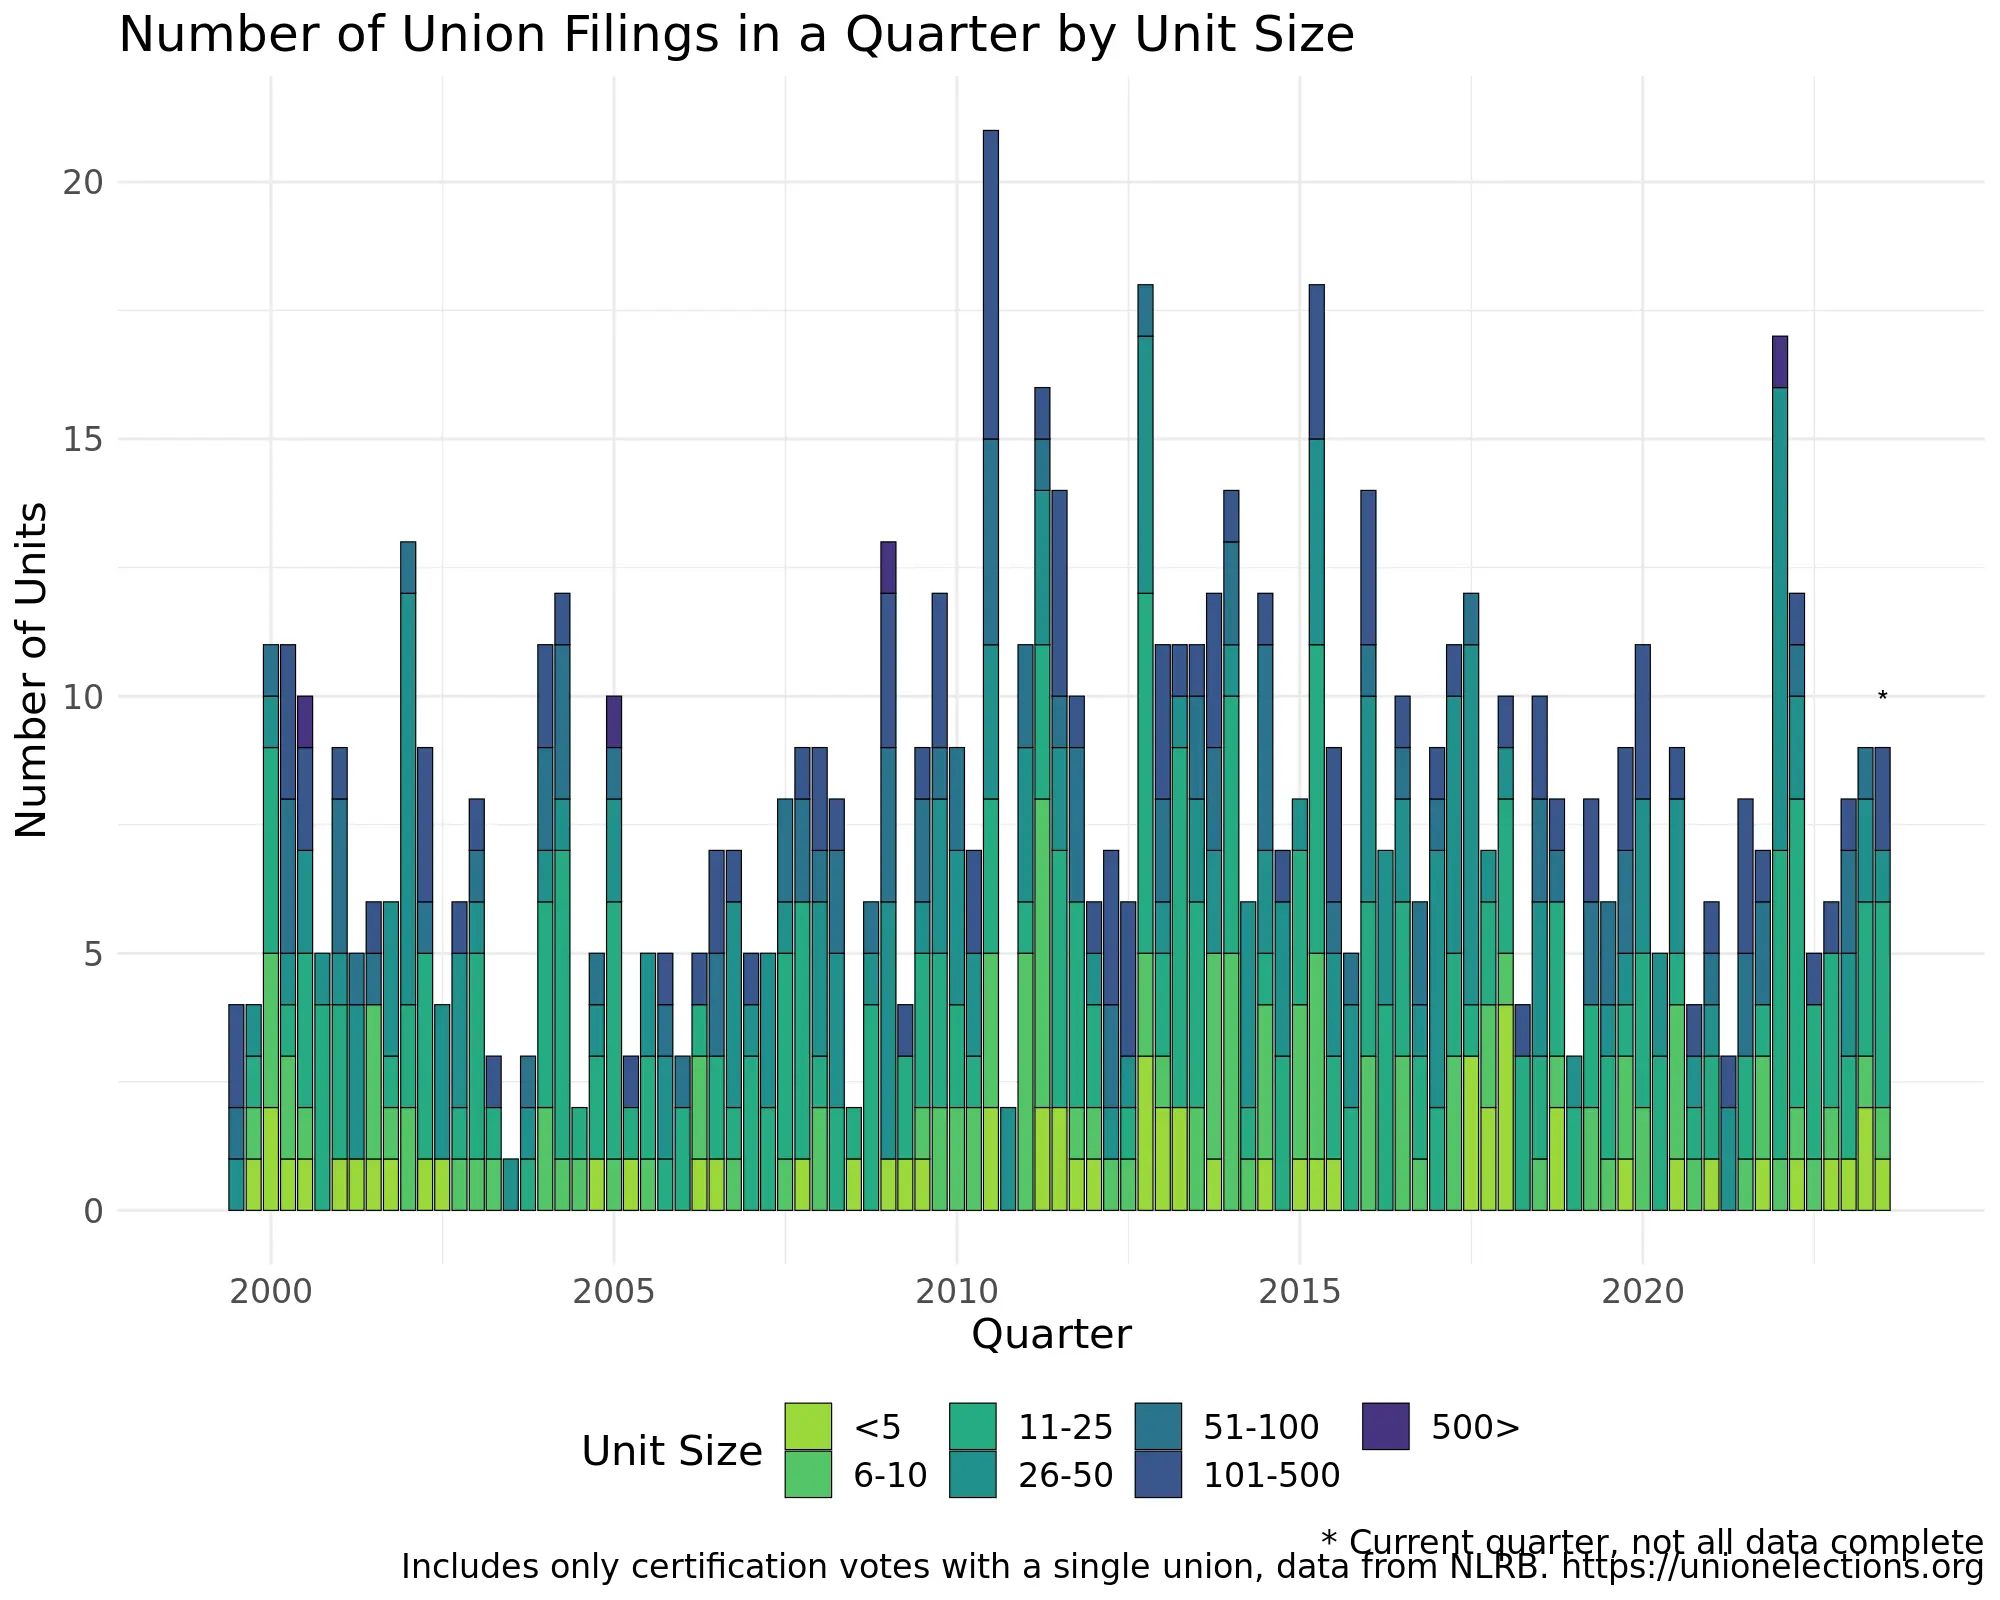 Number of Union Filings in a Quarter by Unit Size
Number of Units
20
15
10
5
0
*
2000 2005 2010 2015 2020
Quarter
Unit Size
<5 11-25 51-100 500>
6-10 26-50 101-500
* Current quarter, not all data complete
Includes only certification votes with a single union, data from NLRB. https://unionelections.org